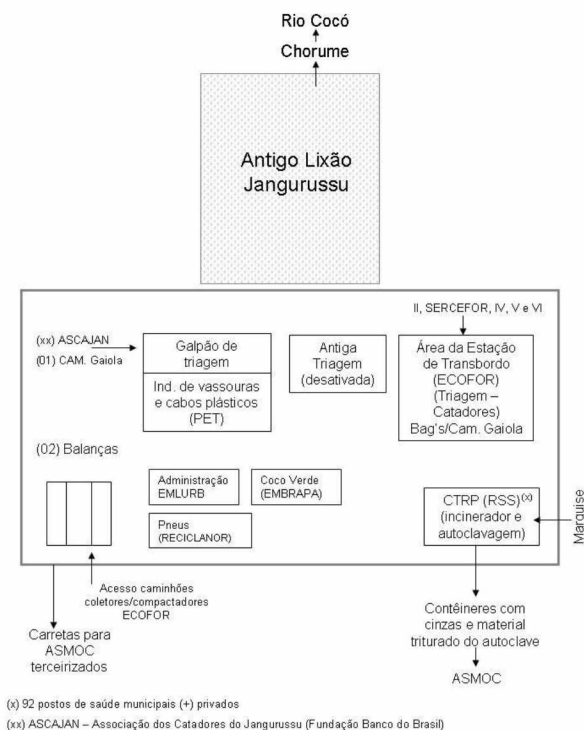 Rio Cocó
Chorume
Antigo Lixão
Jangurussu
II, SERCEFOR, IV, V e VI
(xx) ASCAJAN
(01) CAM. Gaiola
Galpão de
triagem
Ind. de vassouras
e cabos plásticos
(PET)
Antiga
Triagem
(desativada)
Área da Estação
de Transbordo
(ECOFOR)
(Triagem –
Catadores)
Bag's/Cam. Gaiola
(02) Balanças
Administração
EMLURB
Coco Verde
(EMBRAPA)
Pneus
(RECICLANOR)
CTRP (RSS)(x)
(incinerador e
autoclavagem)
Marquise
Acesso caminhões
coletores/compactadores
ECOFOR
Carretas para
ASMOC
terceirizados
Contêineres com
cinzas e material
triturado do autoclave
ASMOC
(x) 92 postos de saúde municipais (+) privados
(xx) ASCAJAN – Associação dos Catadores do Jangurussu (Fundação Banco do Brasil)